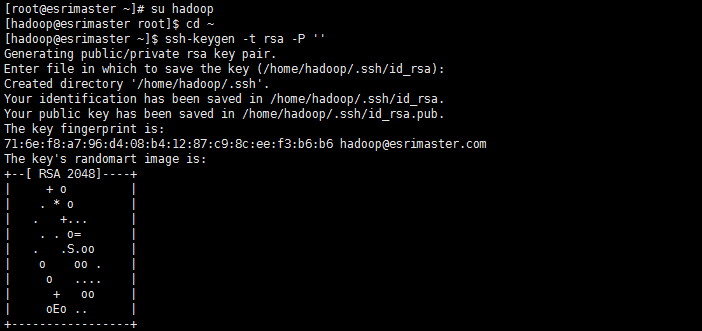 [root@esrimaster ~]# su hadoop
[hadoop@esrimaster root]$ cd ~
[hadoop@esrimaster ~]$ ssh-keygen -t rsa -P ''
Generating public/private rsa key pair.
Enter file in which to save the key (/home/hadoop/.ssh/id_rsa):
Created directory '/home/hadoop/.ssh'.
Your identification has been saved in /home/hadoop/.ssh/id_rsa.
Your public key has been saved in /home/hadoop/.ssh/id_rsa.pub.
The key fingerprint is:
71:6e:f8:a7:96:d4:08:b4:12:87:c9:8c:ee:f3:b6:b6 hadoop@esrimaster.com
The key's randomart image is:
+--[ RSA 2048]----+
|     + o         |
|    . * o        |
|   .   +...      |
|    . . o=       |
|   .   .S.oo     |
|    o    oo .    |
|     o   ....    |
|      +   oo     |
|     oEo ..      |
+-----------------+